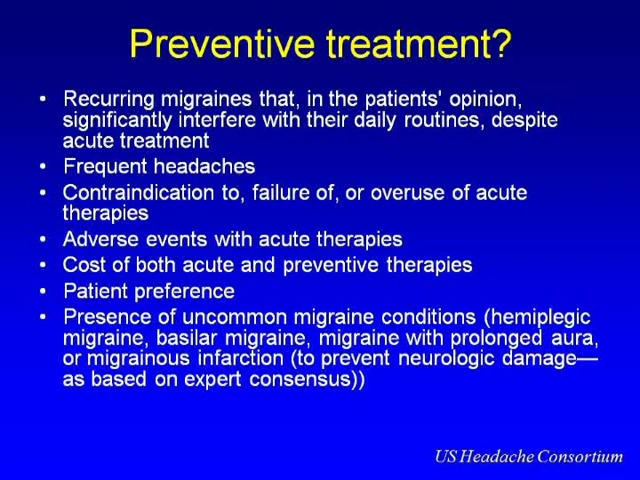 Preventive treatment?
• Recurring migraines that, in the patients' opinion,
significantly interfere with their daily routines, despite
acute treatment
• Frequent headaches
• Contraindication to, failure of, or overuse of acute
therapies
• Adverse events with acute therapies
• Cost of both acute and preventive therapies
• Patient preference
• Presence of uncommon migraine conditions (hemiplegic
migraine, basilar migraine, migraine with prolonged aura,
or migrainous infarction (to prevent neurologic damage—
as based on expert consensus))
US Headache Consortium